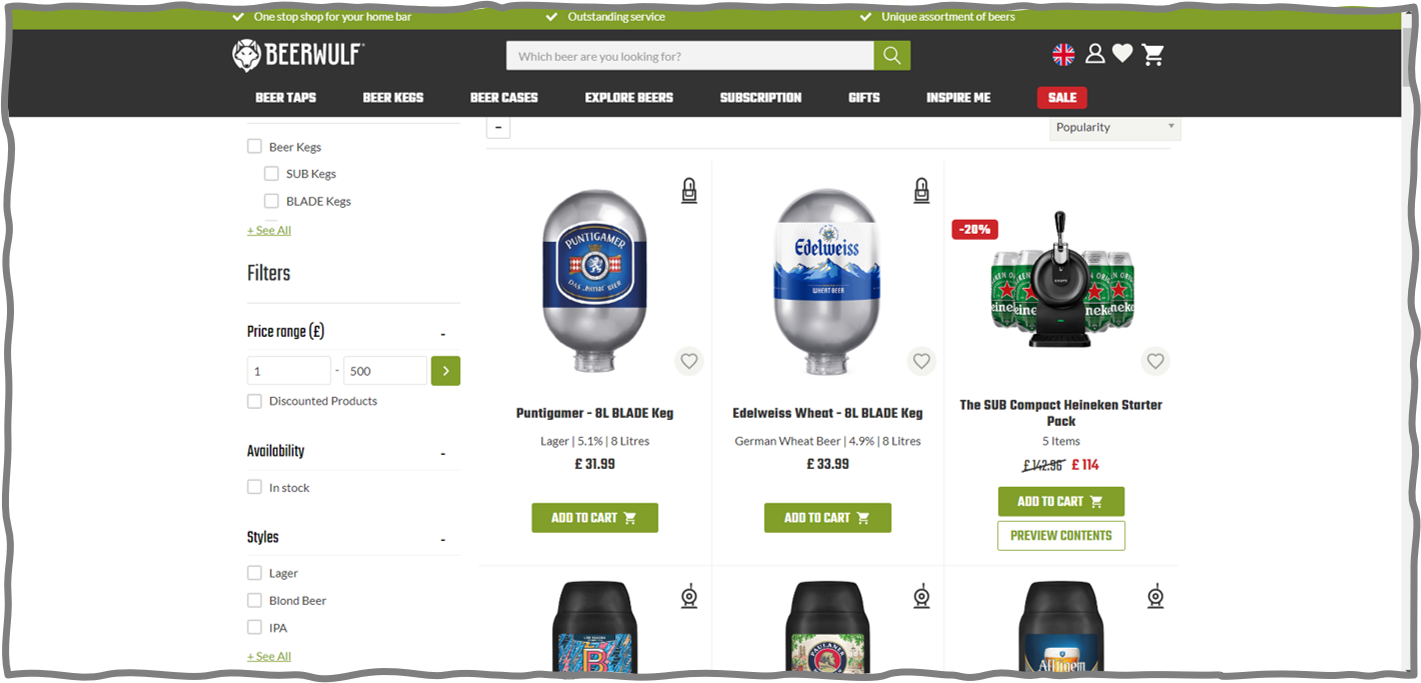 One stop shop for your home bar
Outstanding service
Unique assortment of beers
BEERWULF
Which beer are you looking for?
BEER TAPS
BEER KEGS
BEER CASES
EXPLORE BEERS
SUBSCRIPTION
GIFTS
INSPIRE ME
SALE
-
Popularity
Beer Kegs
SUB Kegs
BLADE Kegs
+ See All
Filters
Price range (£)
-
1 - 500
Discounted Products
Availability
-
In stock
Styles
-
Lager
Blond Beer
IPA
+ See All
PUNTIGAMER
DAS BIER
Puntigamer - 8L BLADE Keg
Lager | 5.1% | 8 Litres
£ 31.99
ADD TO CART
Edelweiss
WHEAT BEER
Edelweiss Wheat - 8L BLADE Keg
German Wheat Beer | 4.9% | 8 Litres
£ 33.99
ADD TO CART
-20%
The SUB Compact Heineken Starter
Pack
5 Items
£ 142.96 £ 114
ADD TO CART
PREVIEW CONTENTS
B
PAULANER